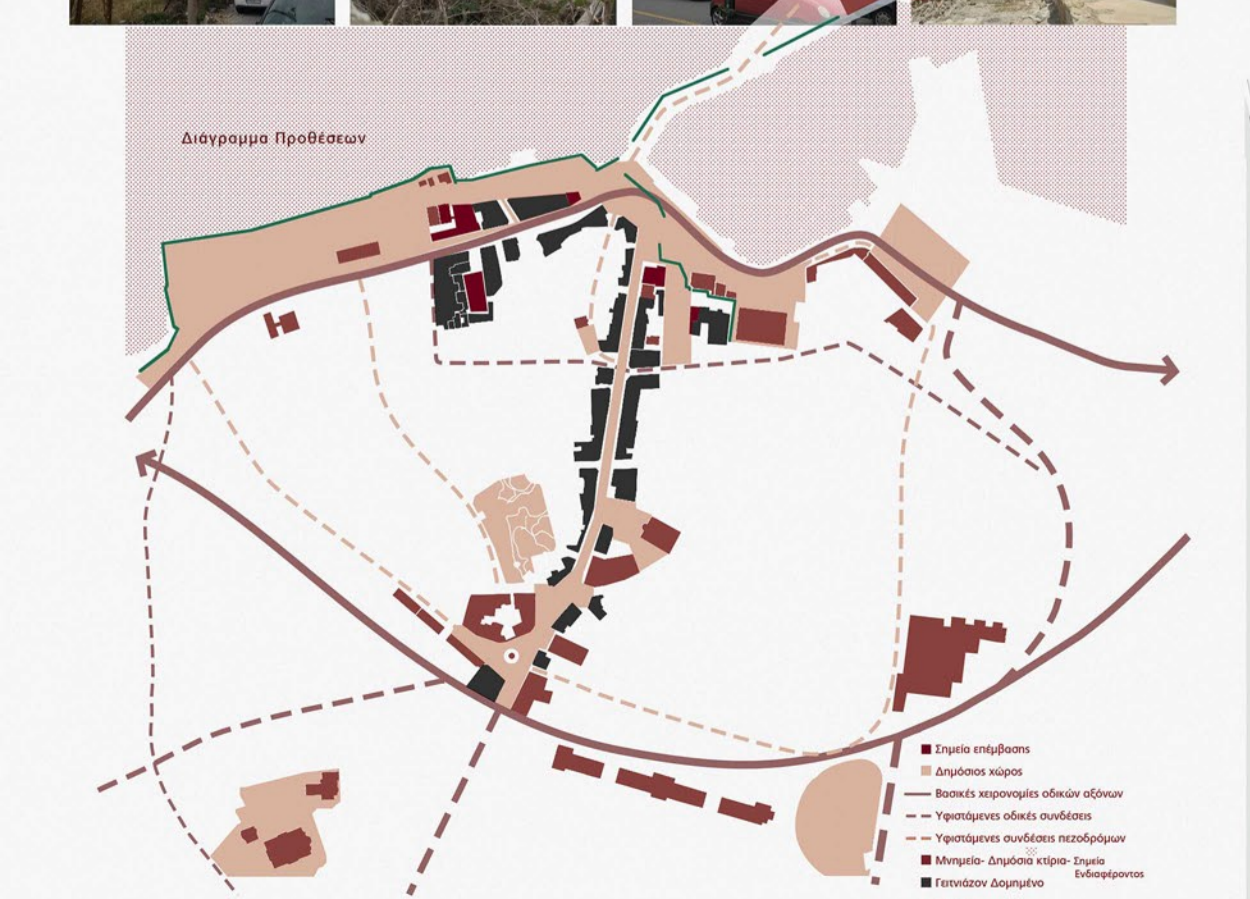 Διάγραμμα Προθέσεων
Σημεία επέμβασης
Δημόσιος χώρος
Βασικές χειρονομίες οδικών αξόνων
Υφιστάμενες οδικές συνδέσεις
Υφιστάμενες συνδέσεις πεζοδρόμων
Μνημεία- Δημόσια κτίρια- Σημεία
Ενδιαφέροντος
Γειτνιάζον Δομημένο